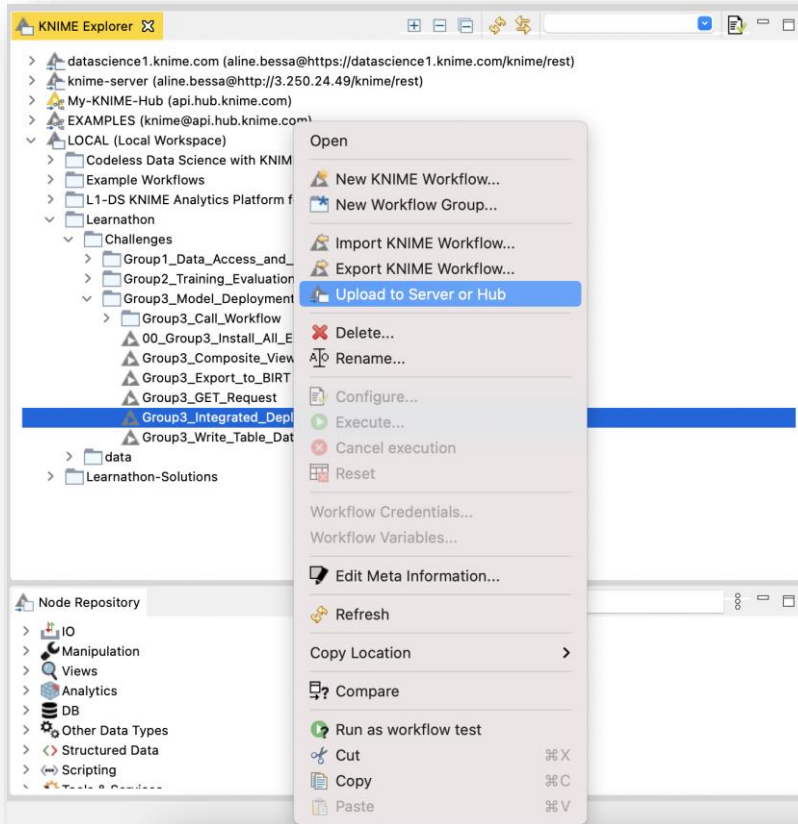 KNIME Explorer
datascience1.knime.com (aline.bessa@https://datascience1.knime.com/knime/rest)
knime-server (aline.bessa@http://3.250.24.49/knime/rest)
My-KNIME-Hub (api.hub.knime.com)
EXAMPLES (knime@api.hub.knime.com)
LOCAL (Local Workspace)
Codeless Data Science with KNIM
Example Workflows
L1-DS KNIME Analytics Platform f
Learnathon
Challenges
Group1_Data_Access_and_
Group2_Training_Evaluation
Group3_Model_Deployment
Group3_Call_Workflow
00_Group3_Install_All_E
Group3_Composite_View
Group3_Export_to_BIRT
Group3_GET_Request
Group3_Integrated_Depl
Group3_Write_Table_Dat
data
Learnathon-Solutions
Open
New KNIME Workflow...
New Workflow Group...
Import KNIME Workflow...
Export KNIME Workflow...
Upload to Server or Hub
Delete...
Rename...
Configure...
Execute...
Cancel execution
Reset
Workflow Credentials...
Workflow Variables...
Edit Meta Information...
Refresh
Copy Location
Compare
Run as workflow test
Cut ⌘X
Copy ⌘C
Paste ⌘V
Node Repository
IO
Manipulation
Views
Analytics
DB
Other Data Types
Structured Data
Scripting